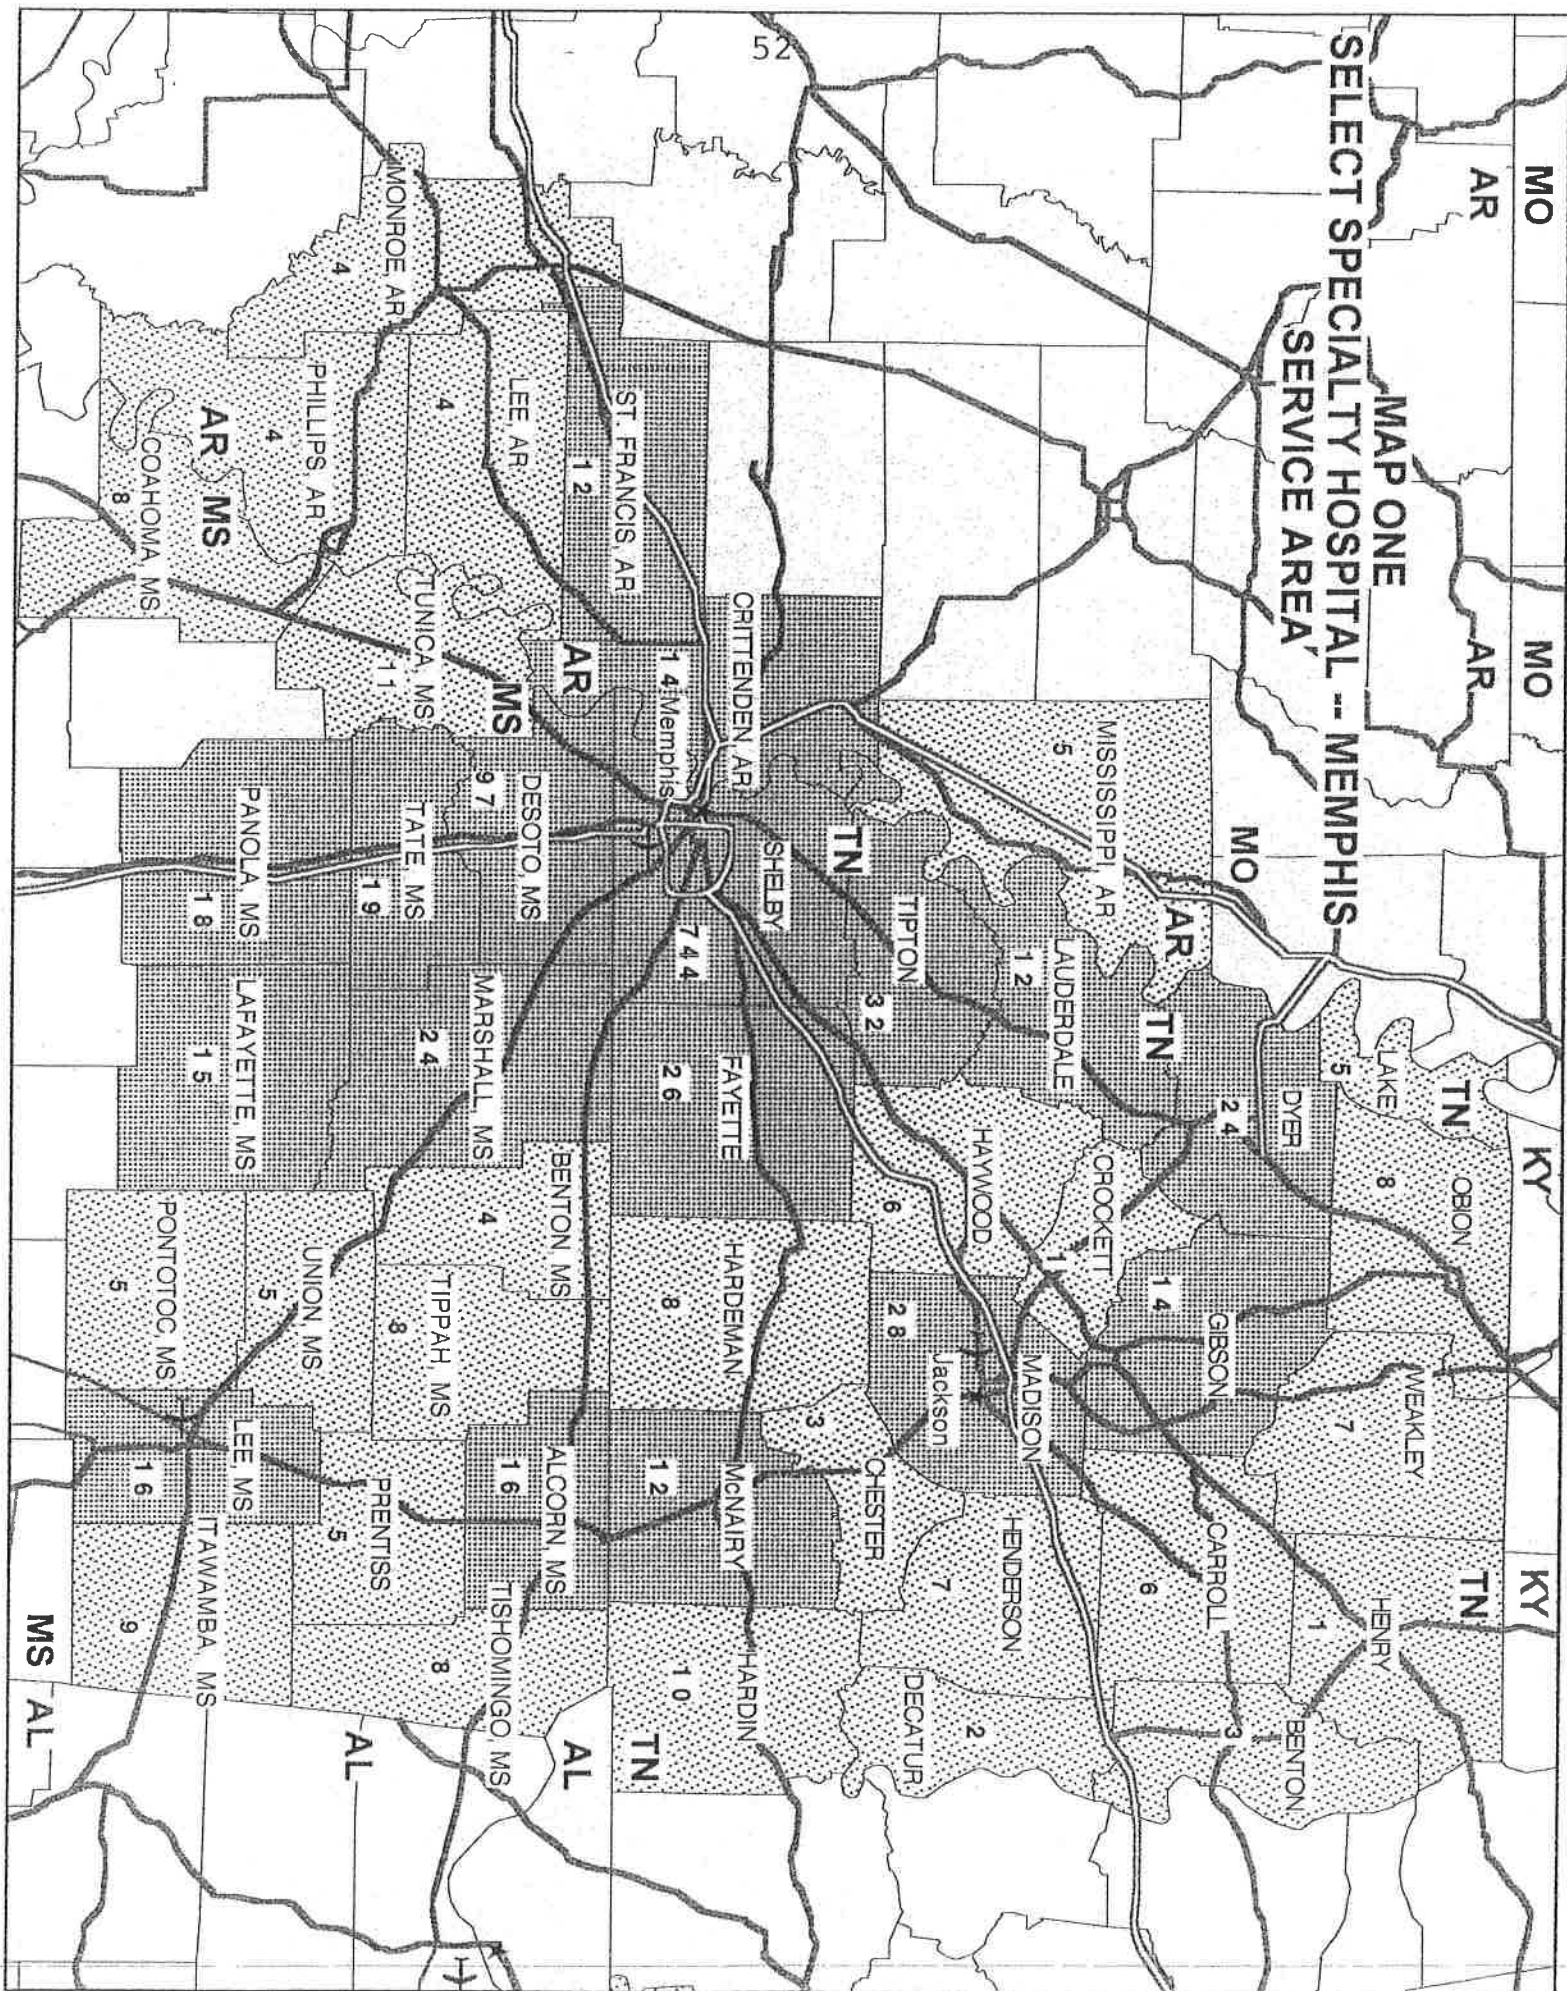 52
MAP ONE
SELECT SPECIALTY HOSPITAL -- MEMPHIS
SERVICE AREA
MO
AR
MO
AR
MO
AR
TN
TN
KY
KY
TN
LAKE
5
OBION
8
WEAKLEY
7
HENRY
1
BENTON
3
DYER
24
GIBSON
14
CARROLL
6
MISSISSIPPI, AR
5
LAUDERDALE
12
CROCKETT
1
TIPTON
32
HAYWOOD
6
MADISON
28
Jackson
HENDERSON
7
DECATUR
2
CHESTER
3
TN
CRITTENDEN, AR
14
Memphis
SHELBY
744
FAYETTE
26
HARDEMAN
8
McNAIRY
12
HARDIN
10
TN
ST. FRANCIS, AR
12
AR
MS
LEE, AR
4
MONROE AR
4
PHILLIPS, AR
4
AR
MS
COAHOMA, MS
8
TUNICA, MS
11
DESOTO, MS
97
TATE, MS
19
PANOLA, MS
18
MARSHALL, MS
24
LAFAYETTE, MS
15
BENTON MS
4
TIPPAH MS
8
UNION MS
5
PONTOTOC, MS
5
ALCORN MS
16
TISHOMINGO, MS
8
PRENTISS
5
LEE MS
16
ITAWAMBA MS
9
AL
AL
MS
AL